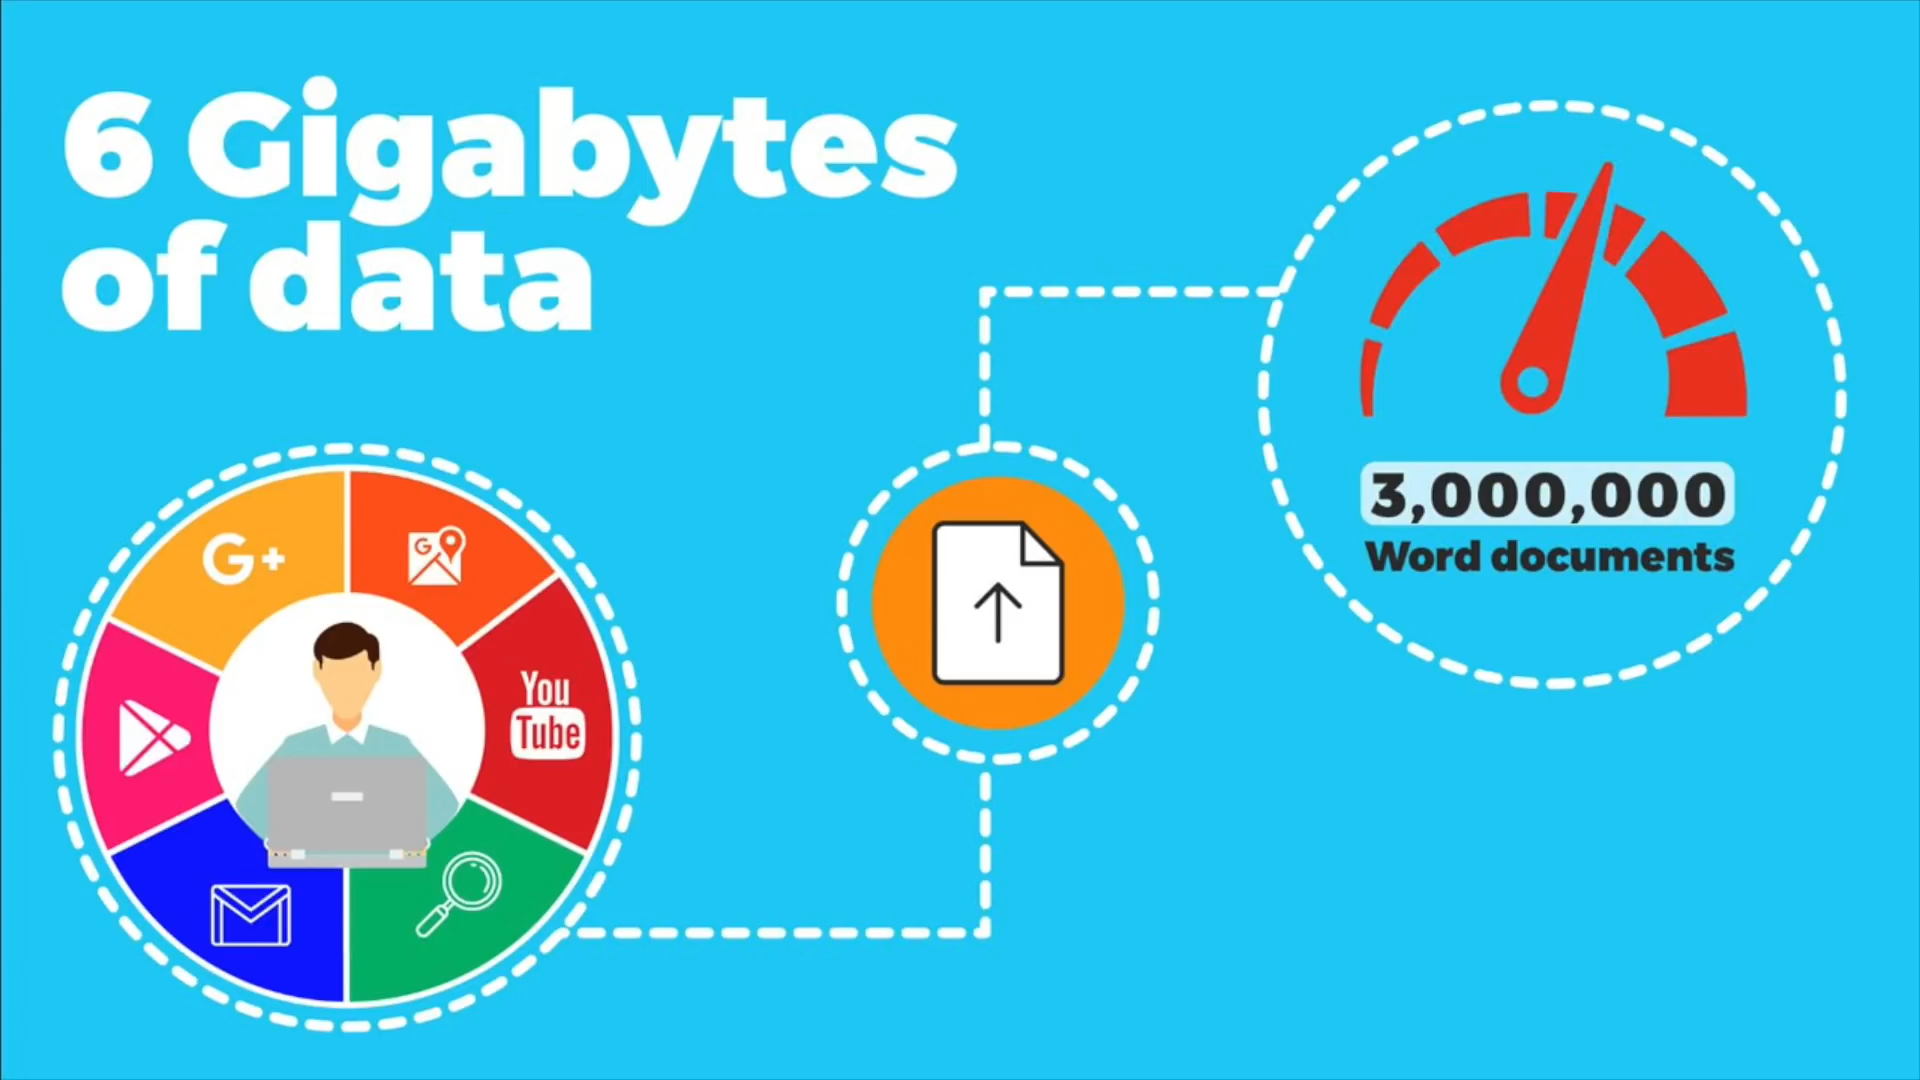 6 Gigabytes
of data
3,000,000
Word documents
G+
G
You
Tube